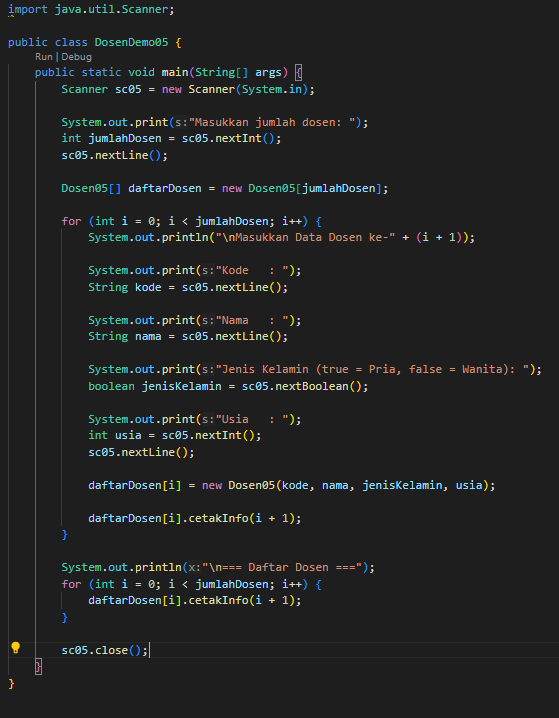 import java.util.Scanner;
public class DosenDemo05 {
Run | Debug
public static void main(String[] args) {
Scanner sc05 = new Scanner(System.in);
System.out.print(s:"Masukkan jumlah dosen: ");
int jumlahDosen = sc05.nextInt();
sc05.nextLine();
Dosen05[] daftarDosen = new Dosen05[jumlahDosen];
for (int i = 0; i < jumlahDosen; i++) {
System.out.println("\nMasukkan Data Dosen ke-" + (i + 1));
System.out.print(s:"Kode   : ");
String kode = sc05.nextLine();
System.out.print(s:"Nama   : ");
String nama = sc05.nextLine();
System.out.print(s:"Jenis Kelamin (true = Pria, false = Wanita): ");
boolean jenisKelamin = sc05.nextBoolean();
System.out.print(s:"Usia   : ");
int usia = sc05.nextInt();
sc05.nextLine();
daftarDosen[i] = new Dosen05(kode, nama, jenisKelamin, usia);
daftarDosen[i].cetakInfo(i + 1);
}
System.out.println(x:"\n=== Daftar Dosen ===");
for (int i = 0; i < jumlahDosen; i++) {
daftarDosen[i].cetakInfo(i + 1);
}
sc05.close();
}
}